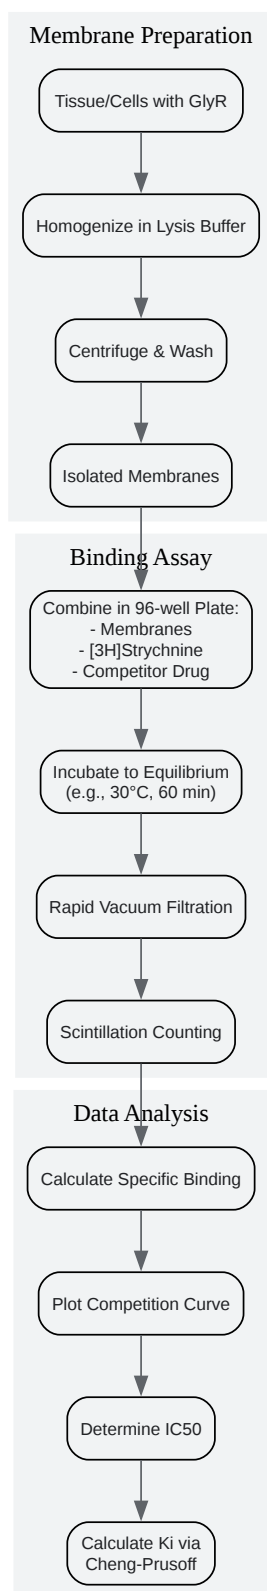 Membrane Preparation
Tissue/Cells with GlyR
Homogenize in Lysis Buffer
Centrifuge & Wash
Isolated Membranes
Binding Assay
Combine in 96-well Plate:
- Membranes
- [3H]Strychnine
- Competitor Drug
Incubate to Equilibrium
(e.g., 30°C, 60 min)
Rapid Vacuum Filtration
Scintillation Counting
Data Analysis
Calculate Specific Binding
Plot Competition Curve
Determine IC50
Calculate Ki via
Cheng-Prusoff